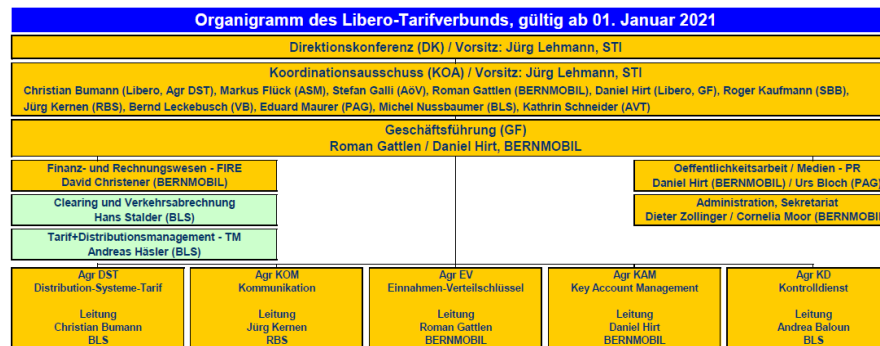 Organigramm des Libero-Tarifverbunds, gültig ab 01. Januar 2021
Direktionskonferenz (DK) / Vorsitz: Jürg Lehmann, STI
Koordinationsausschuss (KOA) / Vorsitz: Jürg Lehmann, STI
Christian Bumann (Libero, Agr DST), Markus Flück (ASM), Stefan Galli (AöV), Roman Gattlen (BERNMOBIL), Daniel Hirt (Libero, GF), Roger Kaufmann (SBB),
Jürg Kernen (RBS), Bernd Leckebusch (VB), Eduard Maurer (PAG), Michel Nussbaumer (BLS), Kathrin Schneider (AVT)
Geschäftsführung (GF)
Roman Gattlen / Daniel Hirt, BERNMOBIL
Finanz- und Rechnungswesen - FIRE
David Christener (BERNMOBIL)
Clearing und Verkehrsabrechnung
Hans Stalder (BLS)
Tarif+Distributionsmanagement - TM
Andreas Häsler (BLS)
Oeffentlichkeitsarbeit / Medien - PR
Daniel Hirt (BERNMOBIL) / Urs Bloch (PAG)
Administration, Sekretariat
Dieter Zollinger / Cornelia Moor (BERNMOBIL
Agr DST
Distribution-Systeme-Tarif
Leitung
Christian Bumann
BLS
Agr KOM
Kommunikation
Leitung
Jürg Kernen
RBS
Agr EV
Einnahmen-Verteilschlüssel
Leitung
Roman Gattlen
BERNMOBIL
Agr KAM
Key Account Management
Leitung
Daniel Hirt
BERNMOBIL
Agr KD
Kontrolldienst
Leitung
Andrea Baloun
BLS